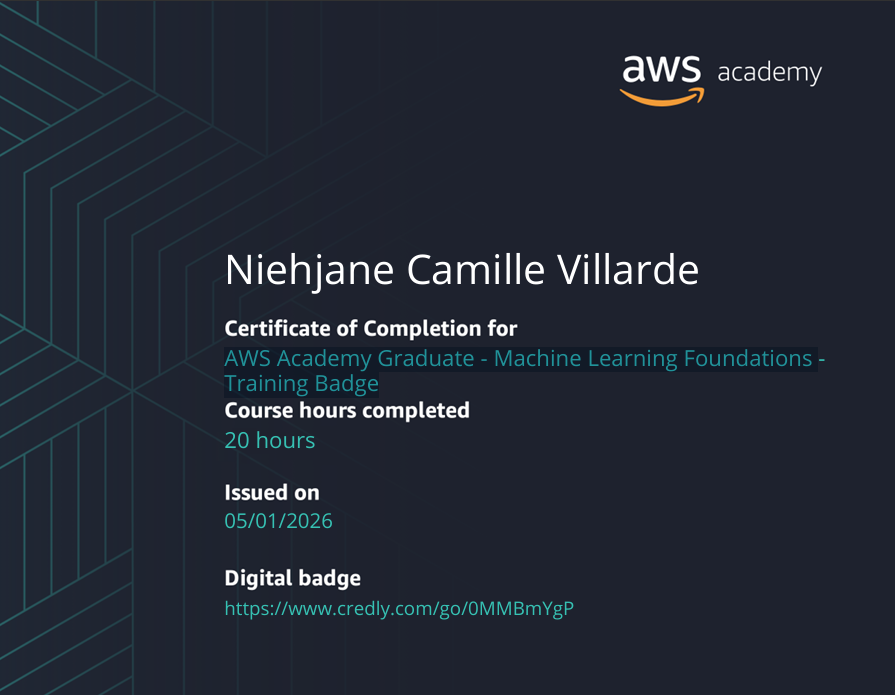 aws academy
Niehjane Camille Villarde
Certificate of Completion for
AWS Academy Graduate - Machine Learning Foundations -
Training Badge
Course hours completed
20 hours
Issued on
05/01/2026
Digital badge
https://www.credly.com/go/0MMBmYgP